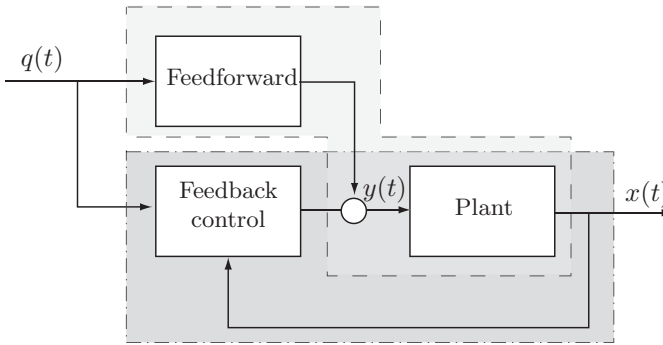 q(t)
Feedforward
Feedback
control
y(t)
Plant
x(t)